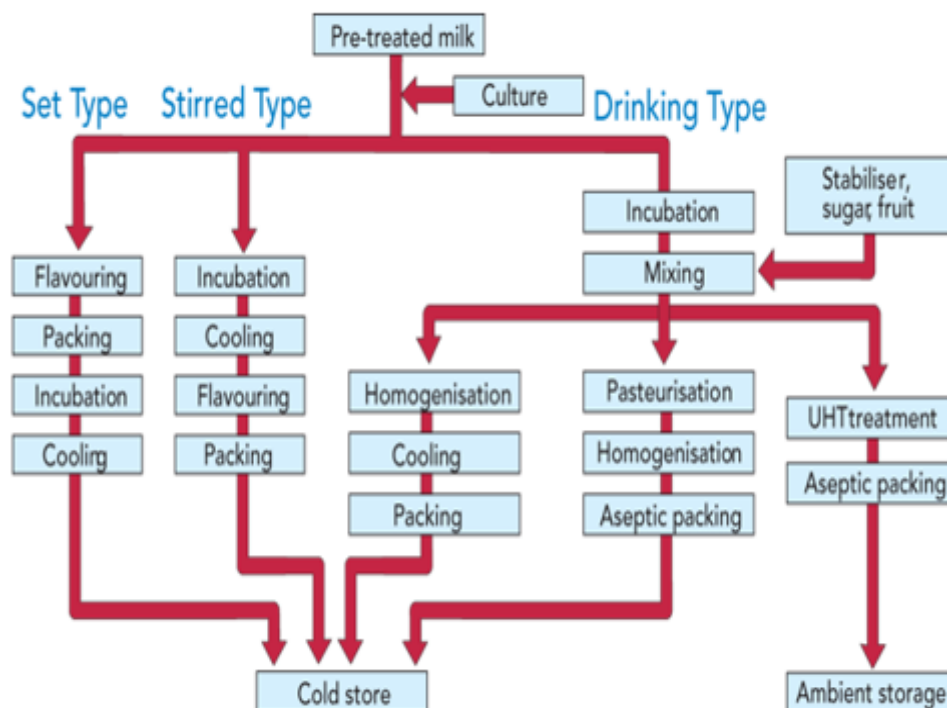 Pre-treated milk
Culture
Set Type
Stirred Type
Drinking Type
Stabiliser,
sugar, fruit
Incubation
Mixing
Flavouring
Packing
Incubation
Cooling
Incubation
Cooling
Flavouring
Packing
Homogenisation
Cooling
Packing
Pasteurisation
Homogenisation
Aseptic packing
UHT treatment
Aseptic packing
Cold store
Ambient storage